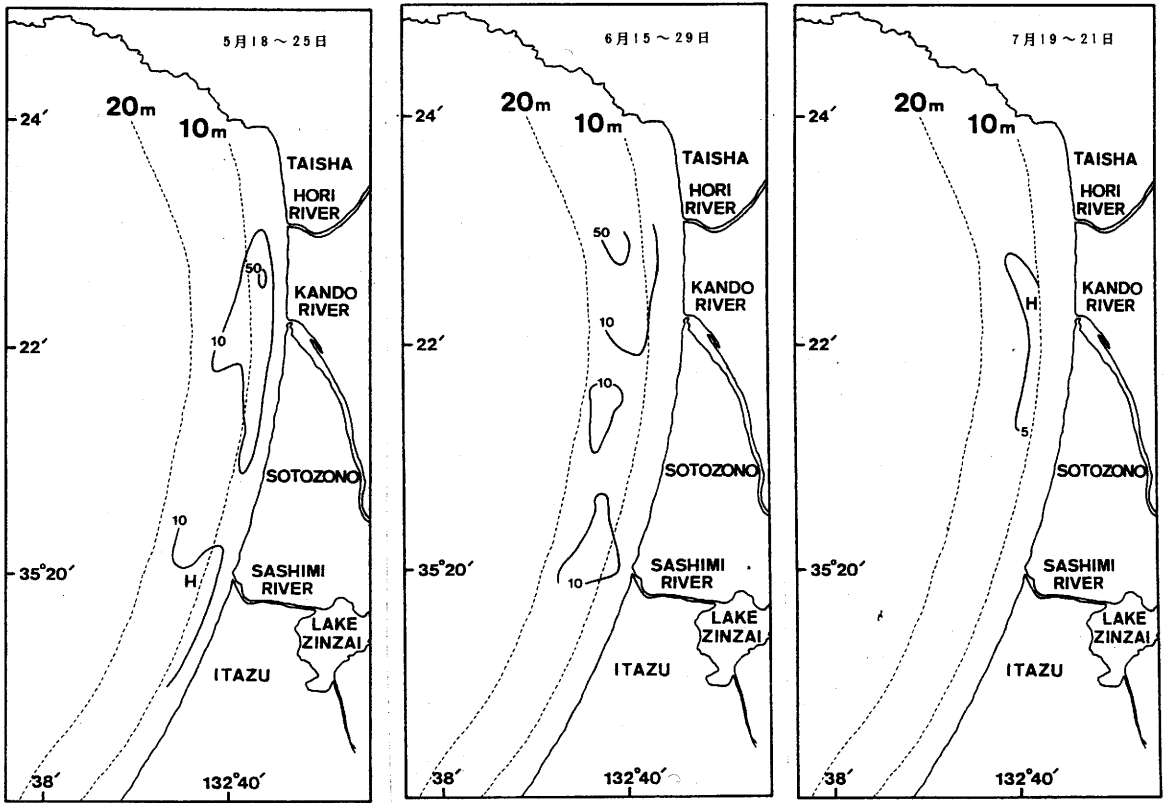 5月18～25日
20m
10m
24′
TAISHA
HORI
RIVER
50
KANDO
RIVER
10
22′
SOTOZONO
10
H
35°20′
SASHIMI
RIVER
LAKE
ZINZAI
ITAZU
38′
132°40′
6月15～29日
20m
10m
24′
TAISHA
HORI
RIVER
50
KANDO
RIVER
10
22′
10
SOTOZONO
35°20′
10
SASHIMI
RIVER
LAKE
ZINZAI
ITAZU
38′
132°40′
7月19～21日
20m
10m
24′
TAISHA
HORI
RIVER
H
KANDO
RIVER
22′
5
SOTOZONO
35°20′
SASHIMI
RIVER
LAKE
ZINZAI
ITAZU
38′
132°40′